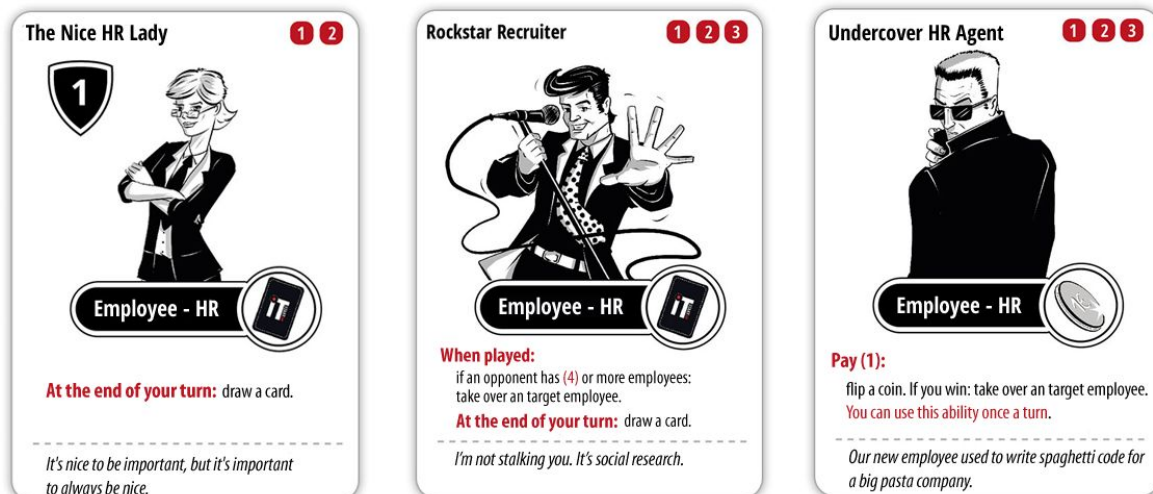 The Nice HR Lady
1 2
1
Employee - HR
iT
At the end of your turn: draw a card.
It's nice to be important, but it's important
to always be nice.
Rockstar Recruiter
1 2 3
Employee - HR
iT
When played:
if an opponent has (4) or more employees:
take over an target employee.
At the end of your turn: draw a card.
I'm not stalking you. It's social research.
Undercover HR Agent
1 2 3
Employee - HR
Pay (1):
flip a coin. If you win: take over an target employee.
You can use this ability once a turn.
Our new employee used to write spaghetti code for
a big pasta company.